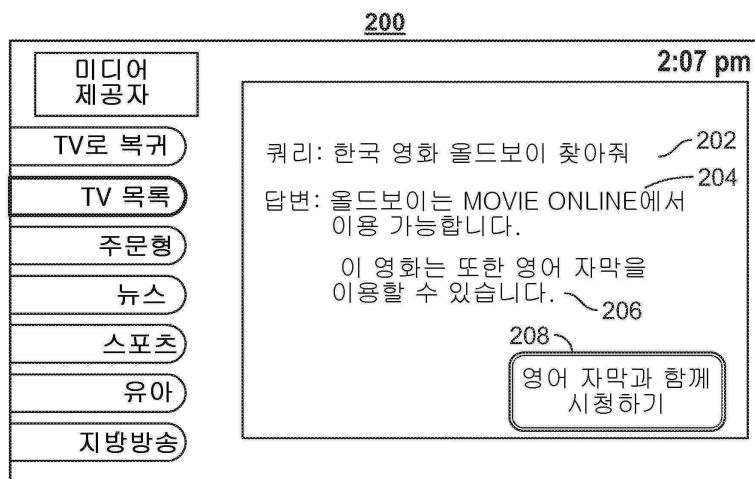 200
미디어
제공자
2:07 pm
TV로 복귀
TV 목록
주문형
뉴스
스포츠
유아
지방방송
쿼리: 한국 영화 올드보이 찾아줘
202
204
답변: 올드보이는 MOVIE ONLINE에서
이용 가능합니다.
이 영화는 또한 영어 자막을
이용할 수 있습니다.
206
208
영어 자막과 함께
시청하기